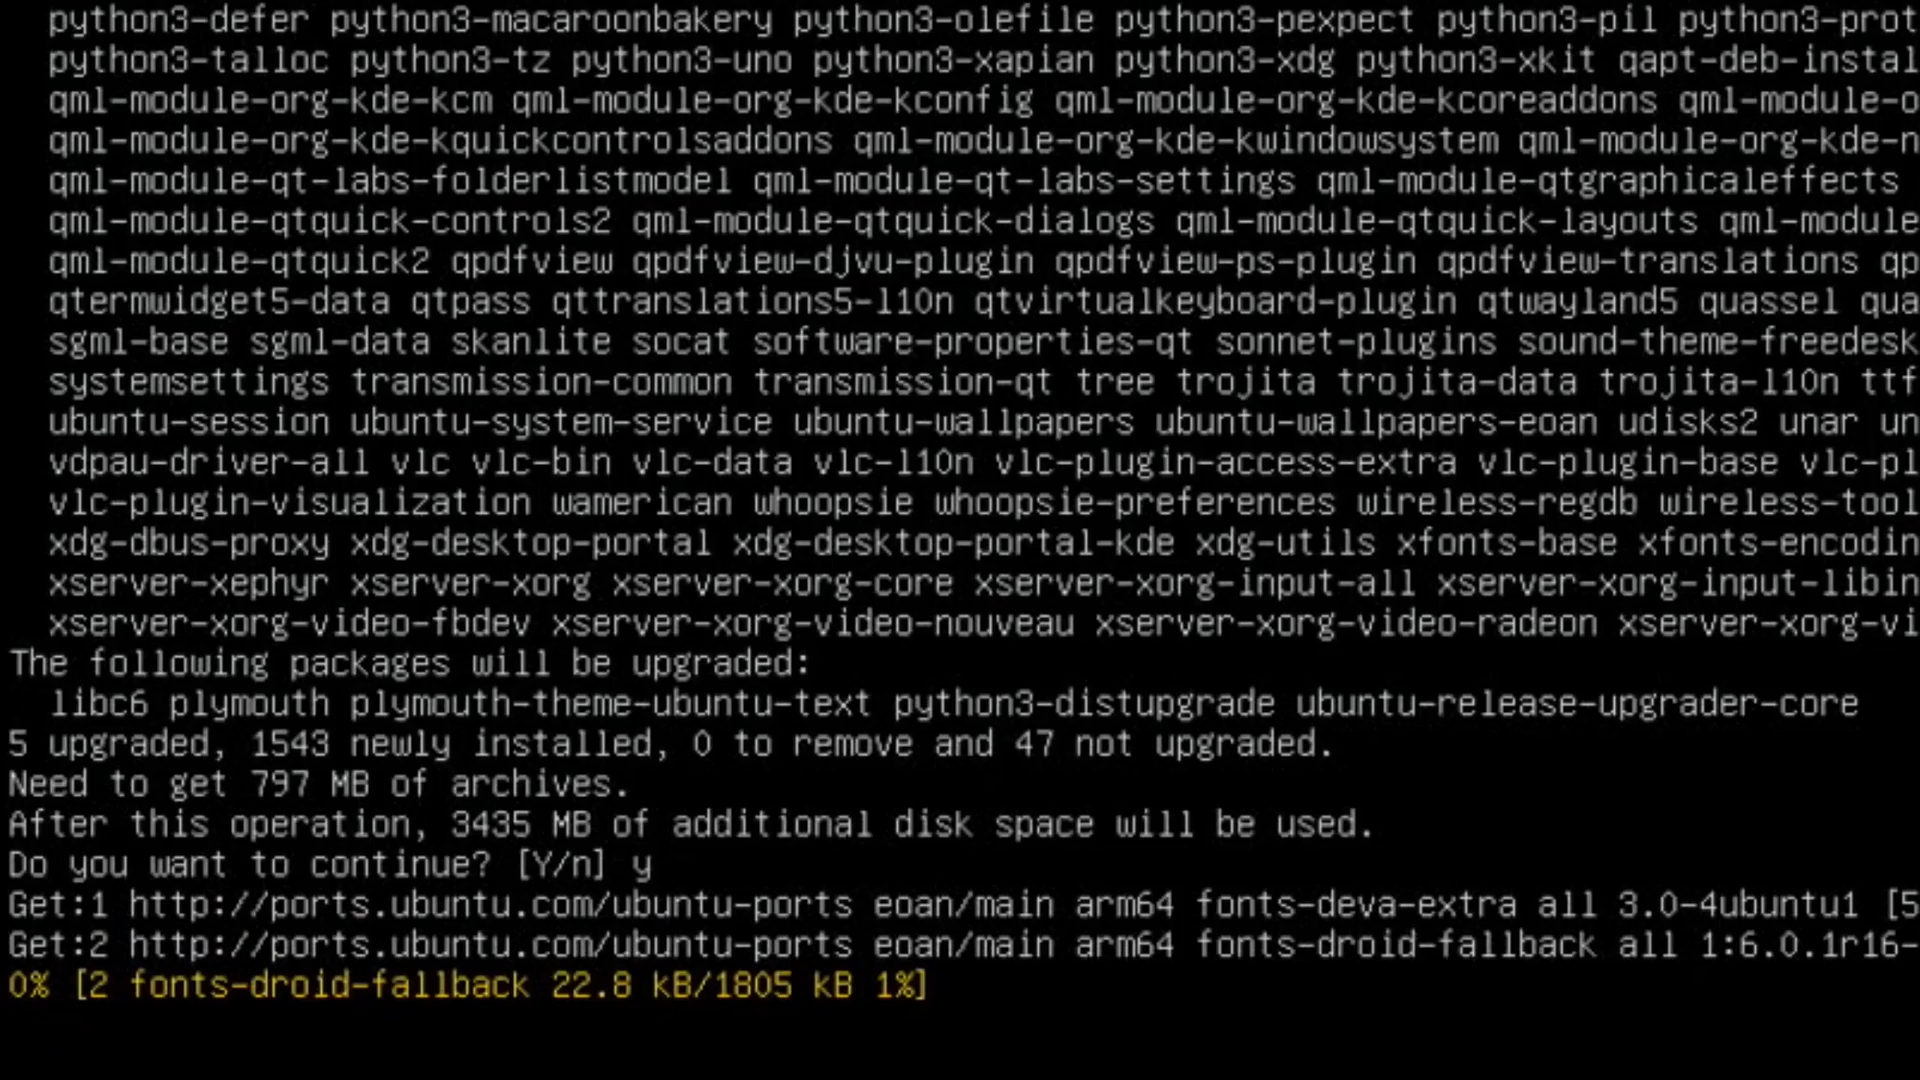 python3-defer python3-macaroonbakery python3-olefile python3-pexpect python3-pil python3-prot
python3-talloc python3-tz python3-uno python3-xapian python3-xdg python3-xkit qapt-deb-instal
qml-module-org-kde-kcm qml-module-org-kde-kconfig qml-module-org-kde-kcoreaddons qml-module-o
qml-module-org-kde-kquickcontrolsaddons qml-module-org-kde-kwindowsystem qml-module-org-kde-n
qml-module-qt-labs-folderlistmodel qml-module-qt-labs-settings qml-module-qtgraphicaleffects
qml-module-qtquick-controls2 qml-module-qtquick-dialogs qml-module-qtquick-layouts qml-module
qml-module-qtquick2 qpdfview qpdfview-djvu-plugin qpdfview-ps-plugin qpdfview-translations qp
qtermwidget5-data qtpass qttranslations5-l10n qtvirtualkeyboard-plugin qtwayland5 quassel qua
sgml-base sgml-data skanlite socat software-properties-qt sonnet-plugins sound-theme-freedesk
systemsettings transmission-common transmission-qt tree trojita trojita-data trojita-l10n ttf
ubuntu-session ubuntu-system-service ubuntu-wallpapers ubuntu-wallpapers-eoan udisks2 unar un
vdpau-driver-all vlc vlc-bin vlc-data vlc-l10n vlc-plugin-access-extra vlc-plugin-base vlc-pl
vlc-plugin-visualization wamerican whoopsie whoopsie-preferences wireless-regdb wireless-tool
xdg-dbus-proxy xdg-desktop-portal xdg-desktop-portal-kde xdg-utils xfonts-base xfonts-encodin
xserver-xephyr xserver-xorg xserver-xorg-core xserver-xorg-input-all xserver-xorg-input-libin
xserver-xorg-video-fbdev xserver-xorg-video-nouveau xserver-xorg-video-radeon xserver-xorg-vi
The following packages will be upgraded:
libc6 plymouth plymouth-theme-ubuntu-text python3-distupgrade ubuntu-release-upgrader-core
5 upgraded, 1543 newly installed, 0 to remove and 47 not upgraded.
Need to get 797 MB of archives.
After this operation, 3435 MB of additional disk space will be used.
Do you want to continue? [Y/n] y
Get:1 http://ports.ubuntu.com/ubuntu-ports eoan/main arm64 fonts-deva-extra all 3.0-4ubuntu1 [5
Get:2 http://ports.ubuntu.com/ubuntu-ports eoan/main arm64 fonts-droid-fallback all 1:6.0.1r16-
0% [2 fonts-droid-fallback 22.8 kB/1805 kB 1%]